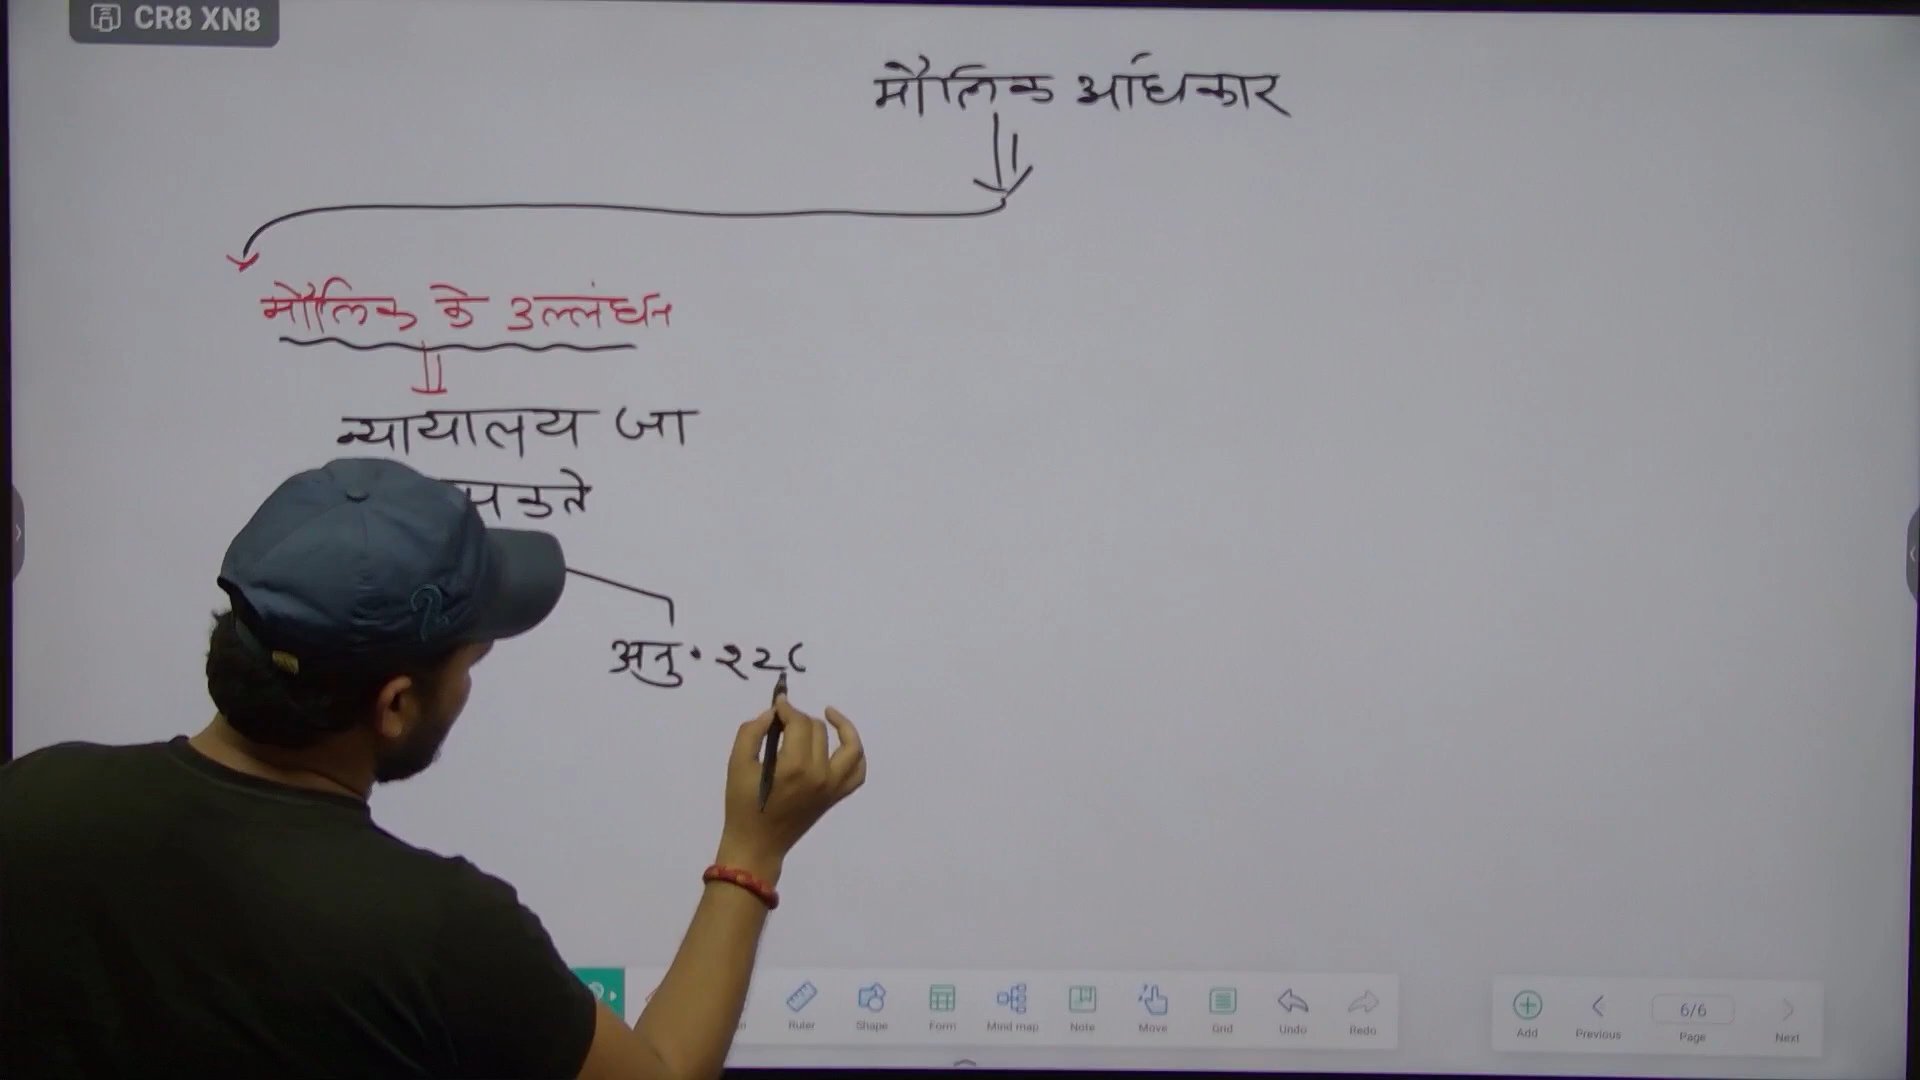 CR8 XN8
मौलिक अधिकार
मौलिक के उल्लंघन
न्यायालय जा
सकते
अनु॰ २२
Ruler Shape Form Mind map Note Move Grid Undo Redo
Add Previous 6/6 Page Next